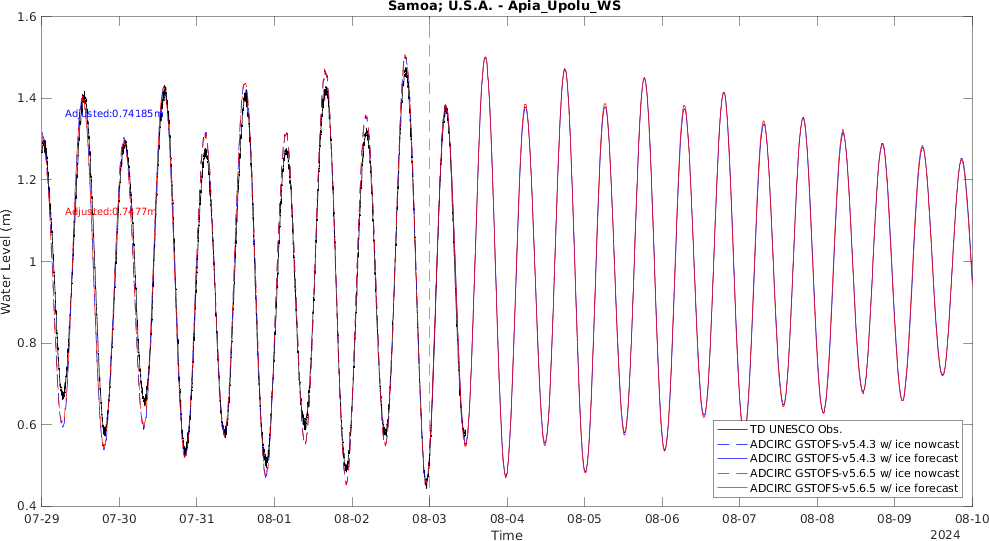 Samoa; U.S.A. - Apia_Upolu_WS
Water Level (m)
1.6
1.4
1.2
1
0.8
0.6
0.4
Adjusted:0.74185m
Adjusted:0.7477m
TD UNESCO Obs.
ADCIRC GSTOFS-v5.4.3 w/ ice nowcast
ADCIRC GSTOFS-v5.4.3 w/ ice forecast
ADCIRC GSTOFS-v5.6.5 w/ ice nowcast
ADCIRC GSTOFS-v5.6.5 w/ ice forecast
07-29 07-30 07-31 08-01 08-02 08-03 08-04 08-05 08-06 08-07 08-08 08-09 08-10
Time
2024